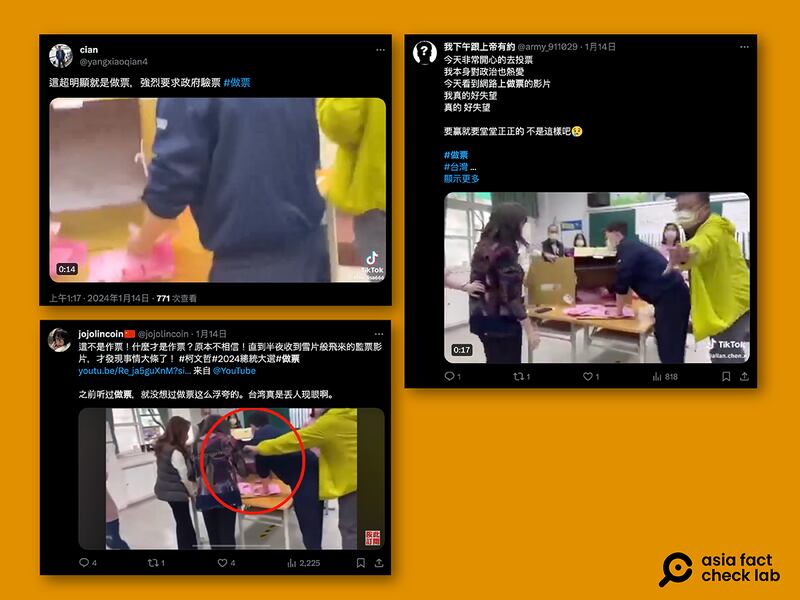 cian
@yangxiaoqian4
這超明顯就是做票，強烈要求政府驗票 #做票
0:14
TikTok
上午1:17 · 2024年1月14日 · 771 次查看
我下午跟上帝有約 @army_911029 · 1月14日
今天非常開心的去投票
我本身對政治也熱愛
今天看到網路上做票的影片
我真的好失望
真的 好失望
要贏就要堂堂正正的 不是這樣吧😢
#做票
#台灣 ...
顯示更多
0:17
TikTok
1
1
1
818
jojolincoin🇨🇳 @jojolincoin · 1月14日
這不是作票！什麼才是作票？原本不相信！直到半夜收到雪片般飛來的監票影
片，才發現事情大條了！ #柯文哲#2024總統大選#做票
youtu.be/Re_ja5guXnM?si... 来自 @YouTube
之前听过做票，就没想过做票这么浮夸的。台湾真是丢人现眼啊。
4
1
4
2,225
asia fact
check lab